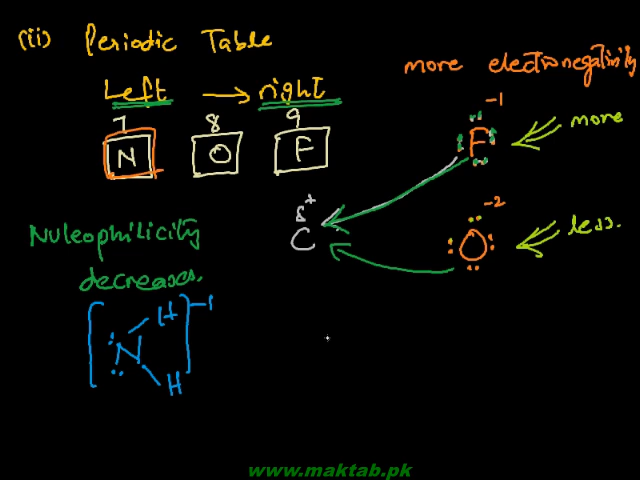 (ii) Periodic Table
more electronegativity
Left → right
7 8 9
N O F
F -1 more
δ+
C
O -2 less.
Nuleophilicity
decreases.
[:N̤ H H]-1
www.maktab.pk